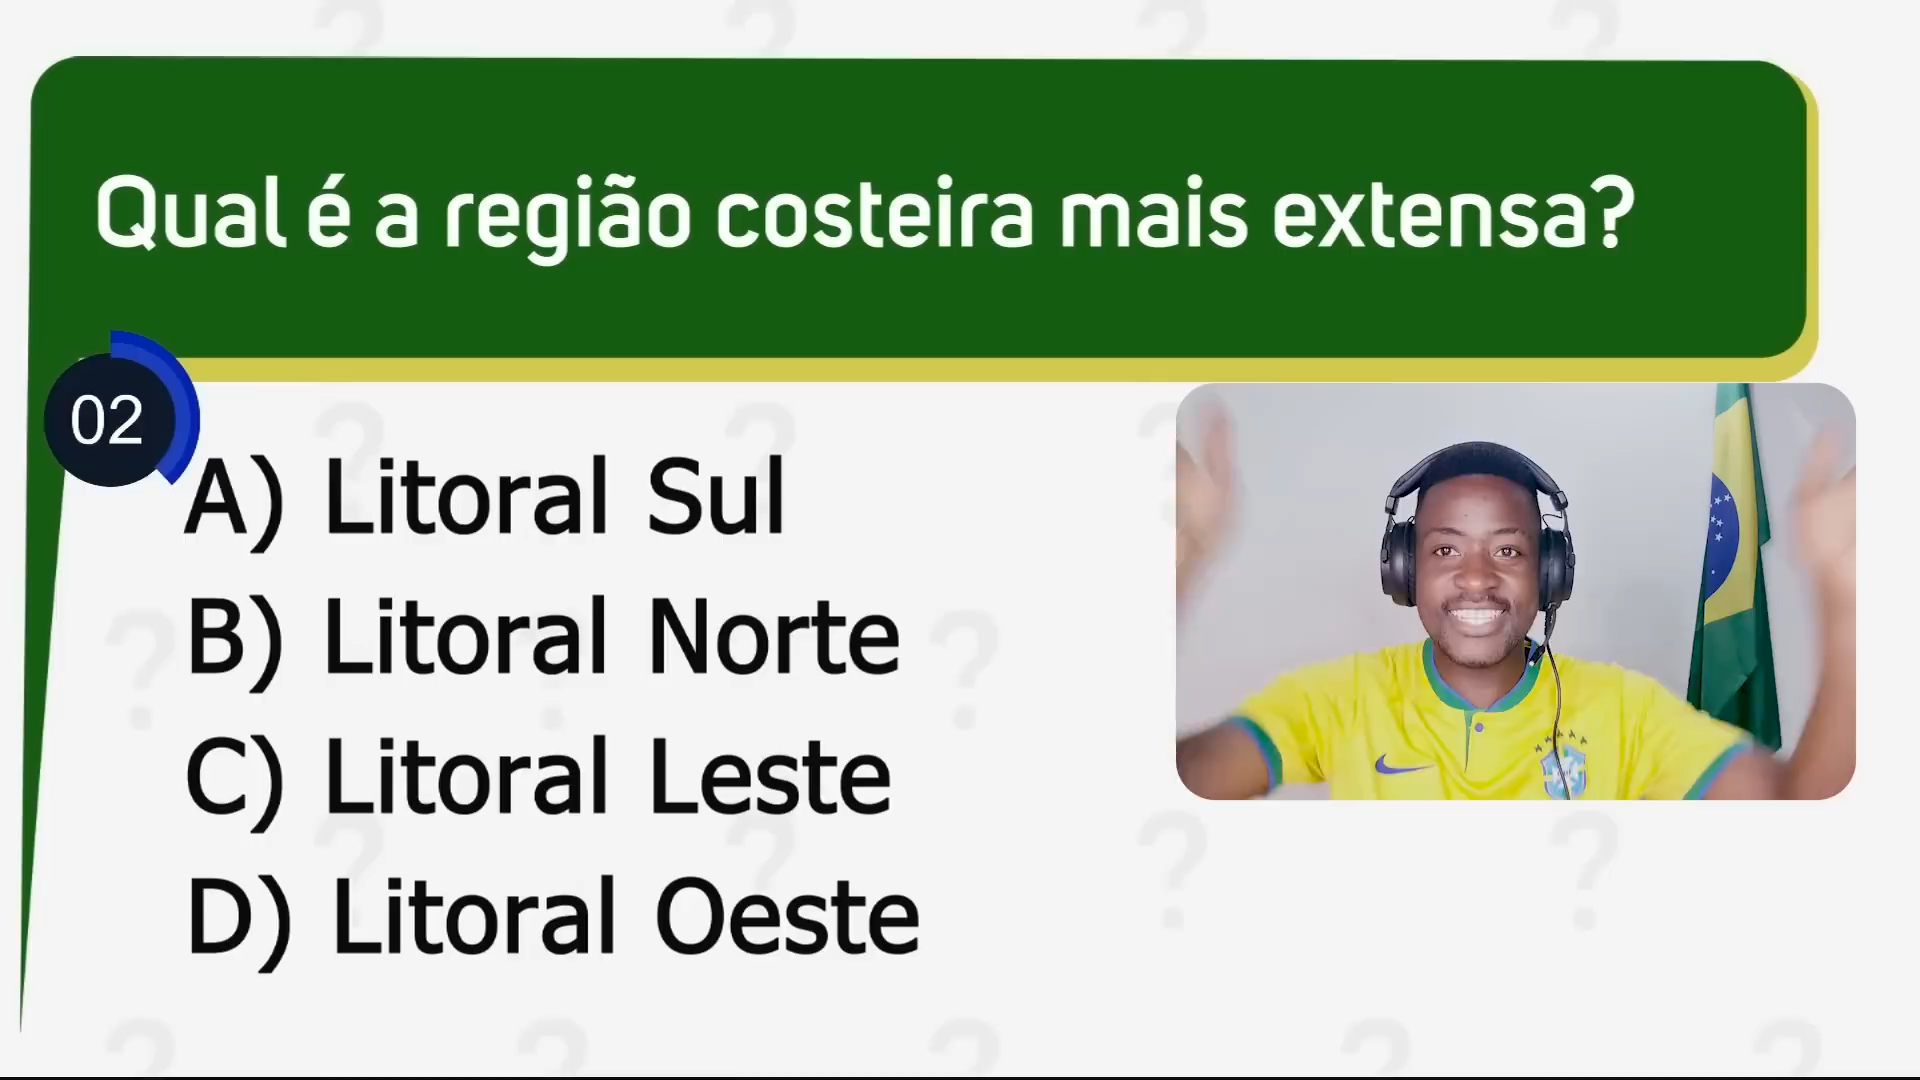 Qual é a região costeira mais extensa?
02
A) Litoral Sul
B) Litoral Norte
C) Litoral Leste
D) Litoral Oeste